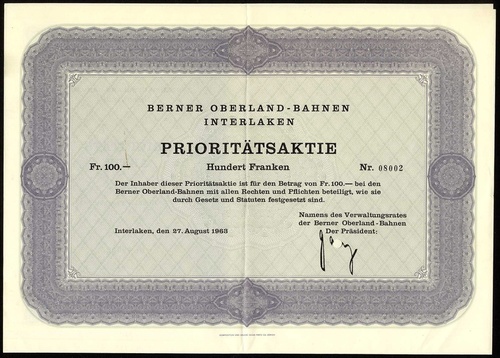 BERNER OBERLAND-BAHNEN
INTERLAKEN
PRIORITÄTSAKTIE
Fr. 100.— Hundert Franken Nr. 08002
Der Inhaber dieser Prioritätsaktie ist für den Betrag von Fr. 100.— bei den
Berner Oberland-Bahnen mit allen Rechten und Pflichten beteiligt, wie sie
durch Gesetz und Statuten festgesetzt sind.
Namens des Verwaltungsrates
der Berner Oberland-Bahnen
Interlaken, den 27. August 1963 Der Präsident: